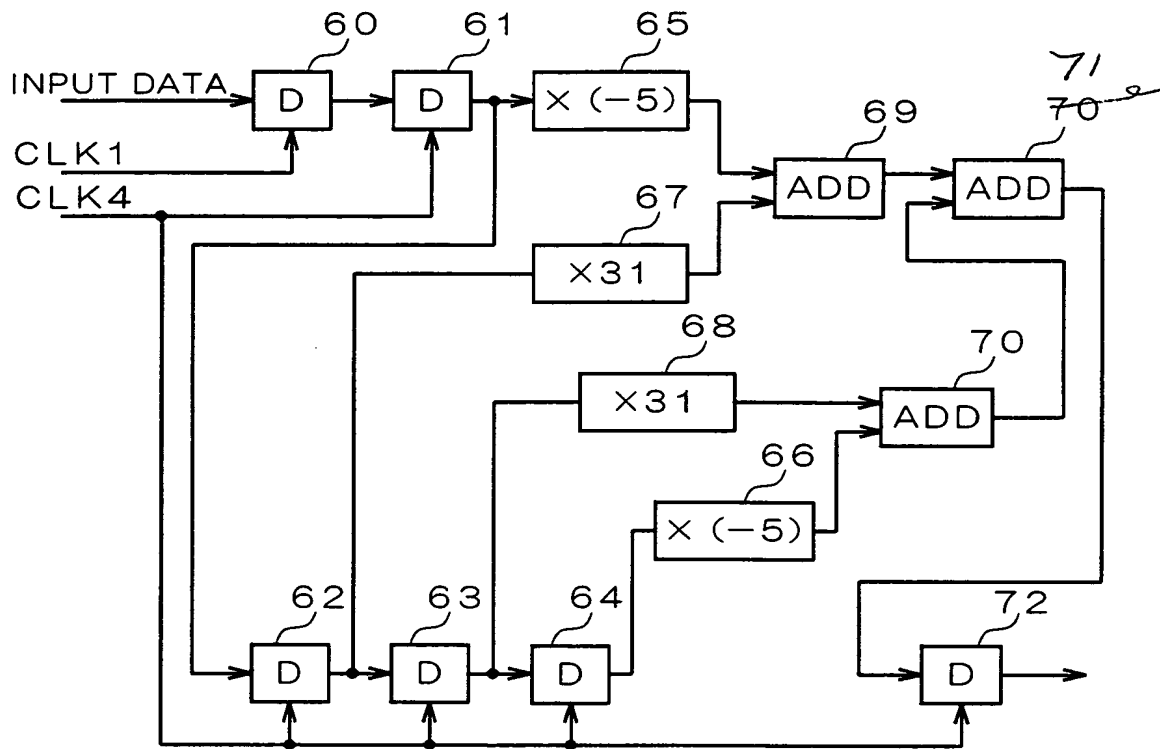 60
61
65
71
INPUT DATA
D
D
× (−5)
69
70
CLK1
ADD
ADD
CLK4
67
×31
68
70
×31
ADD
66
× (−5)
62
63
64
72
D
D
D
D